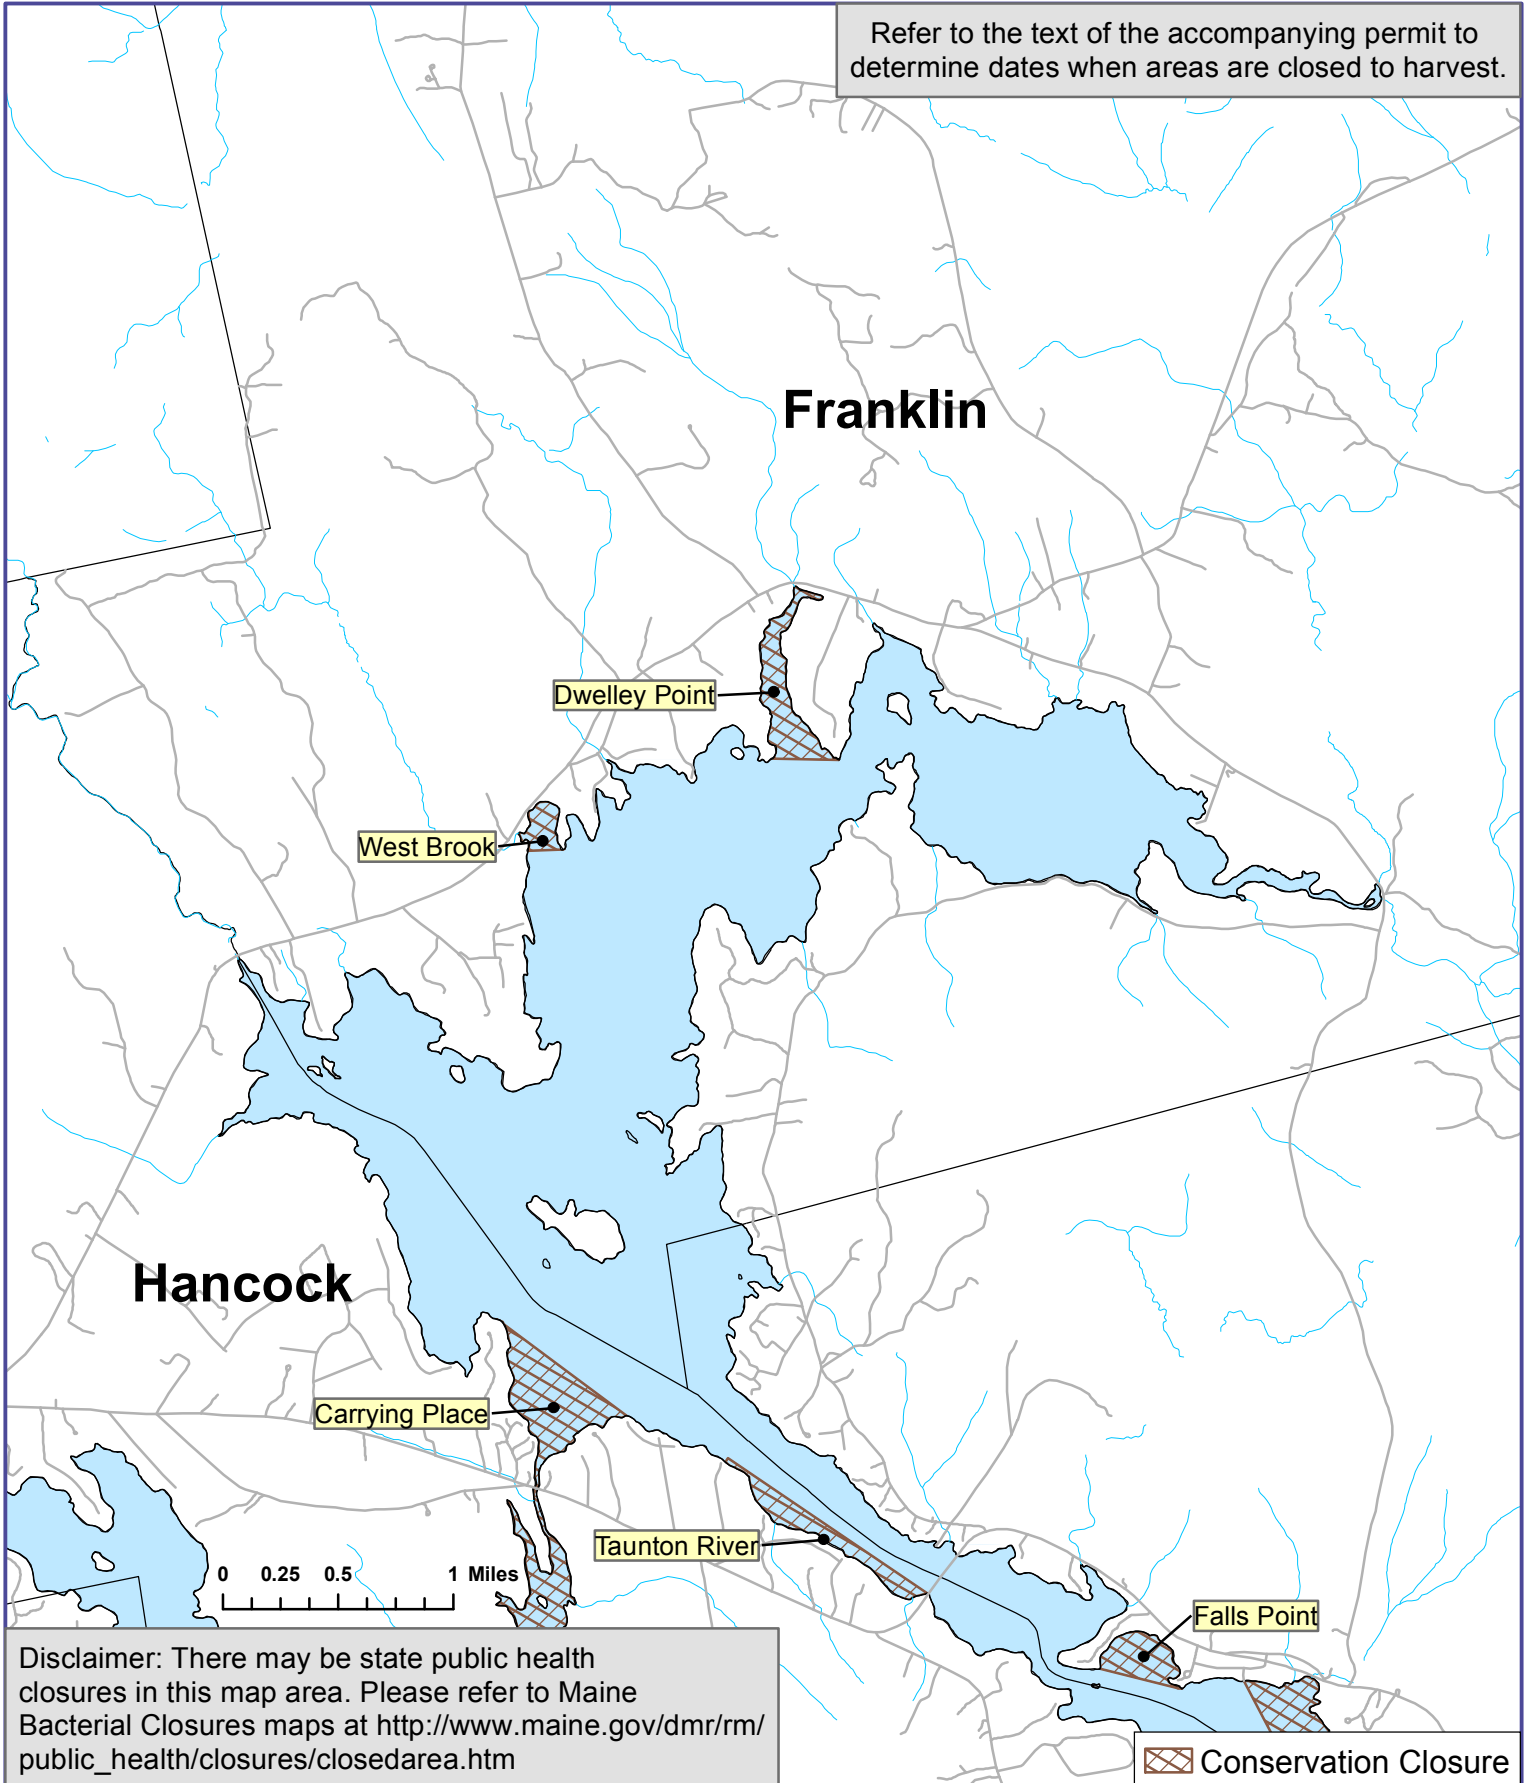 Refer to the text of the accompanying permit to
determine dates when areas are closed to harvest.
Franklin
Dwelley Point
West Brook
Hancock
Carrying Place
Taunton River
0 0.25 0.5 1 Miles
Falls Point
Disclaimer: There may be state public health
closures in this map area. Please refer to Maine
Bacterial Closures maps at http://www.maine.gov/dmr/rm/
public_health/closures/closedarea.htm
Conservation Closure